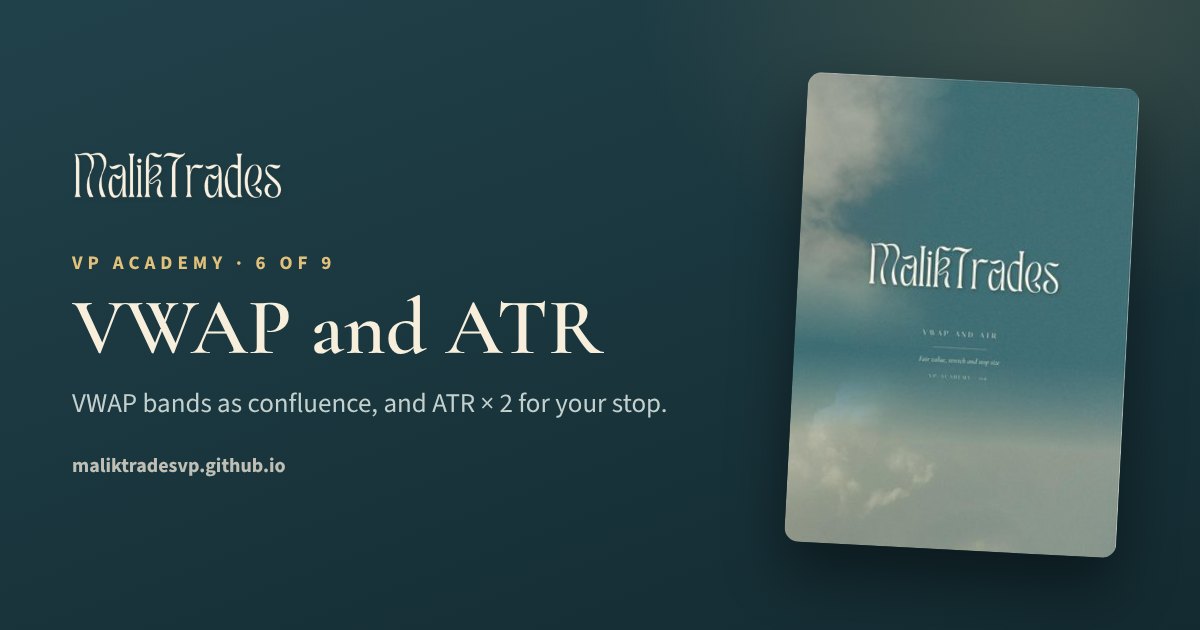 MalikTrades
VP ACADEMY · 6 OF 9
VWAP and ATR
VWAP bands as confluence, and ATR × 2 for your stop.
maliktradesvp.github.io
MalikTrades
VWAP AND ATR
Fair value, stretch and stop size